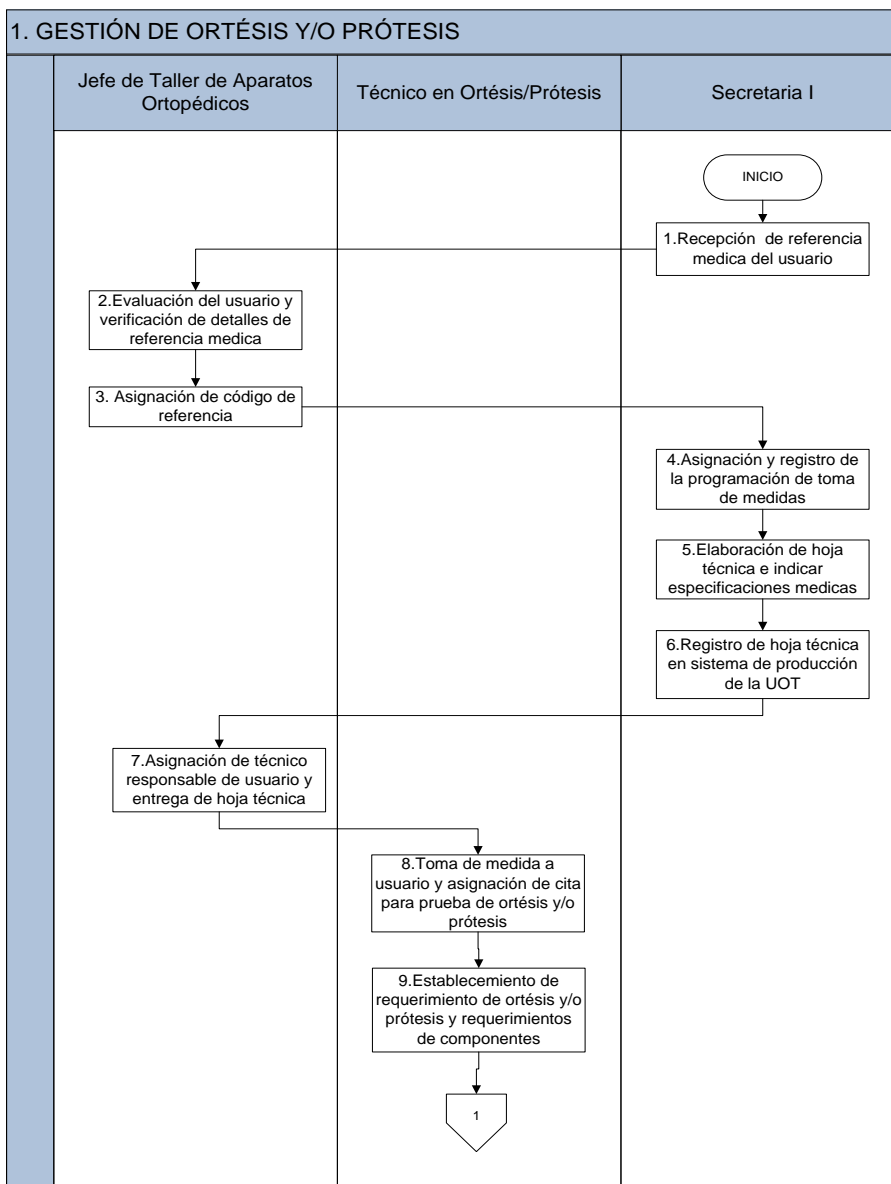 1. GESTIÓN DE ORTÉSIS Y/O PRÓTESIS
Jefe de Taller de Aparatos
Ortopédicos
Técnico en Ortésis/Prótesis
Secretaria I
INICIO
1.Recepción de referencia
medica del usuario
2.Evaluación del usuario y
verificación de detalles de
referencia medica
3. Asignación de código de
referencia
4.Asignación y registro de
la programación de toma
de medidas
5.Elaboración de hoja
técnica e indicar
especificaciones medicas
6.Registro de hoja técnica
en sistema de producción
de la UOT
7.Asignación de técnico
responsable de usuario y
entrega de hoja técnica
8.Toma de medida a
usuario y asignación de cita
para prueba de ortésis y/o
prótesis
9.Establecemiento de
requerimiento de ortésis y/o
prótesis y requerimientos
de componentes
1